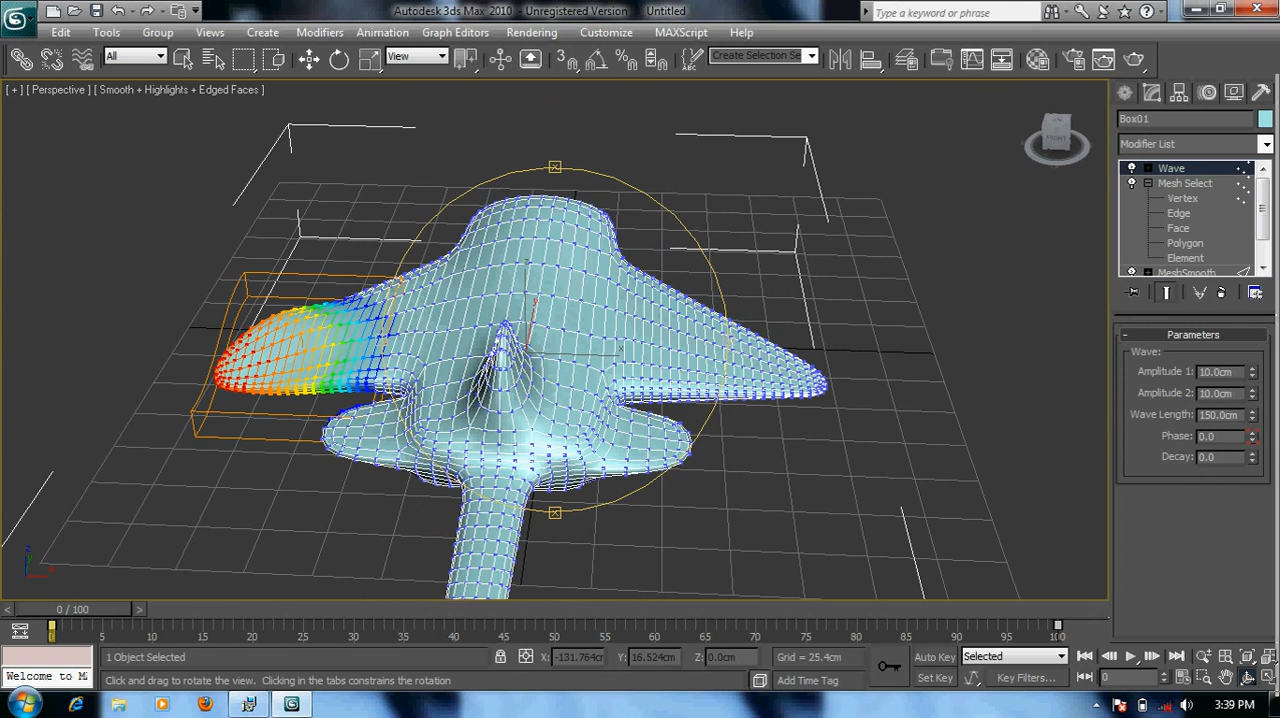 Autodesk 3ds Max 2010 - Unregistered Version Untitled
Type a keyword or phrase
Edit Tools Group Views Create Modifiers Animation Graph Editors Rendering Customize MAXScript Help
All View Create Selection Se
[ + ] [ Perspective ] [ Smooth + Highlights + Edged Faces ]
Box01
Modifier List
Wave
Mesh Select
Vertex
Edge
Face
Polygon
Element
MeshSmooth
Parameters
Wave:
Amplitude 1: 10.0cm
Amplitude 2: 10.0cm
Wave Length: 150.0cm
Phase: 0.0
Decay: 0.0
0 / 100
5 10 15 20 25 30 35 40 45 50 55 60 65 70 75 80 85 90 95 100
1 Object Selected X: -131.764cm Y: 16.524cm Z: 0.0cm Grid = 25.4cm Auto Key Selected
Welcome to M Click and drag to rotate the view. Clicking in the tabs constrains the rotation Add Time Tag Set Key Key Filters... 0
3:39 PM